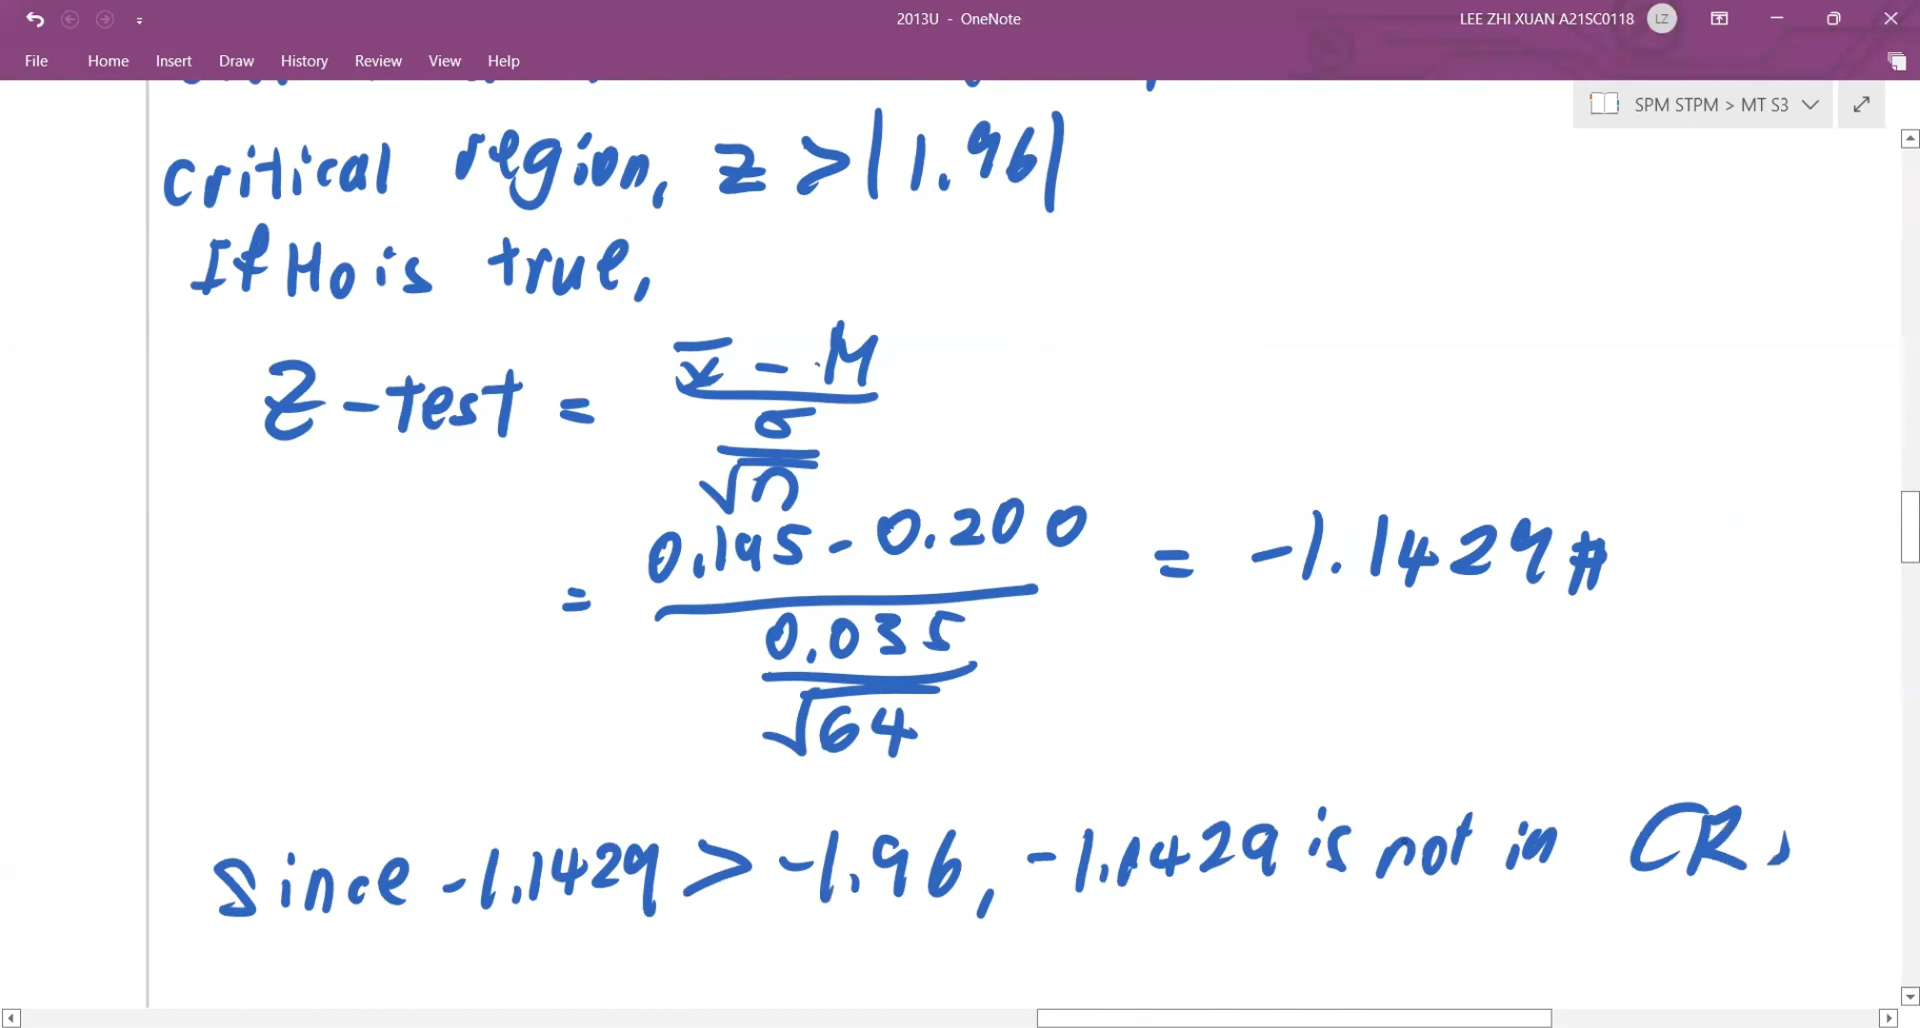 2013U - OneNote
LEE ZHI XUAN A21SC0118
LZ
File Home Insert Draw History Review View Help
SPM STPM > MT S3
Critical region, z > |1.96|
If H0 is true,
Z-test = x̄ - M / σ/√n
= 0.195 - 0.200 / 0.035/√64 = -1.1429 #
Since -1.1429 > -1.96, -1.1429 is not in CR,